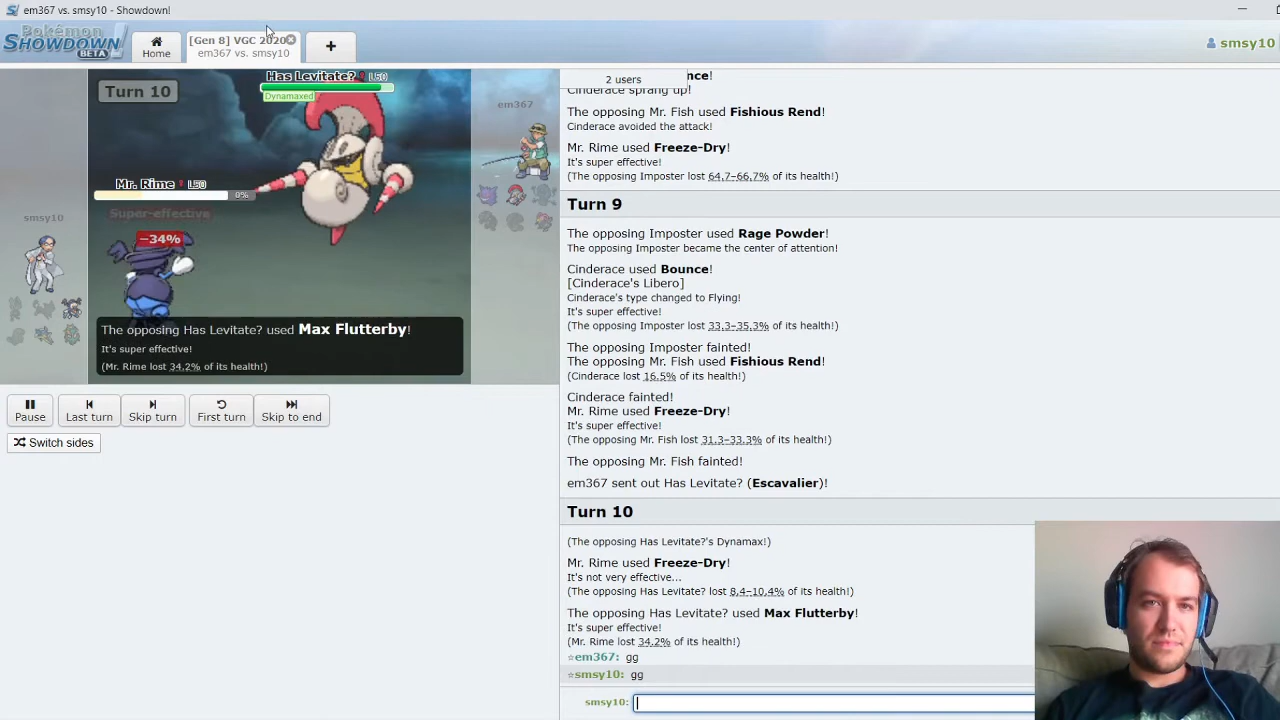 em367 vs. smsy10 - Showdown!
Pokémon
SHOWDOWN
BETA
Home
[Gen 8] VGC 2020
em367 vs. smsy10
+
smsy10
Turn 10
Has Levitate? L50
Dynamaxed
Mr. Rime L50
0%
Super-effective
−34%
The opposing Has Levitate? used Max Flutterby!
It's super effective!
(Mr. Rime lost 34.2% of its health!)
smsy10
em367
Pause
Last turn
Skip turn
First turn
Skip to end
Switch sides
2 users
nce!
Cinderace sprang up!
The opposing Mr. Fish used Fishious Rend!
Cinderace avoided the attack!
Mr. Rime used Freeze-Dry!
It's super effective!
(The opposing Imposter lost 64.7–66.7% of its health!)
Turn 9
The opposing Imposter used Rage Powder!
The opposing Imposter became the center of attention!
Cinderace used Bounce!
[Cinderace's Libero]
Cinderace's type changed to Flying!
It's super effective!
(The opposing Imposter lost 33.3–35.3% of its health!)
The opposing Imposter fainted!
The opposing Mr. Fish used Fishious Rend!
(Cinderace lost 16.5% of its health!)
Cinderace fainted!
Mr. Rime used Freeze-Dry!
It's super effective!
(The opposing Mr. Fish lost 31.3–33.3% of its health!)
The opposing Mr. Fish fainted!
em367 sent out Has Levitate? (Escavalier)!
Turn 10
(The opposing Has Levitate?'s Dynamax!)
Mr. Rime used Freeze-Dry!
It's not very effective...
(The opposing Has Levitate? lost 8.4–10.4% of its health!)
The opposing Has Levitate? used Max Flutterby!
It's super effective!
(Mr. Rime lost 34.2% of its health!)
☆em367: gg
☆smsy10: gg
smsy10: